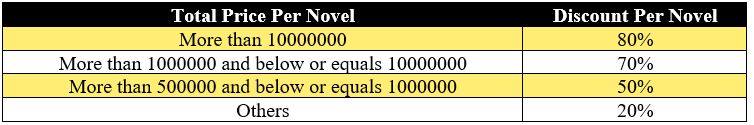 Total Price Per Novel Discount Per Novel
More than 10000000 80%
More than 1000000 and below or equals 10000000 70%
More than 500000 and below or equals 1000000 50%
Others 20%